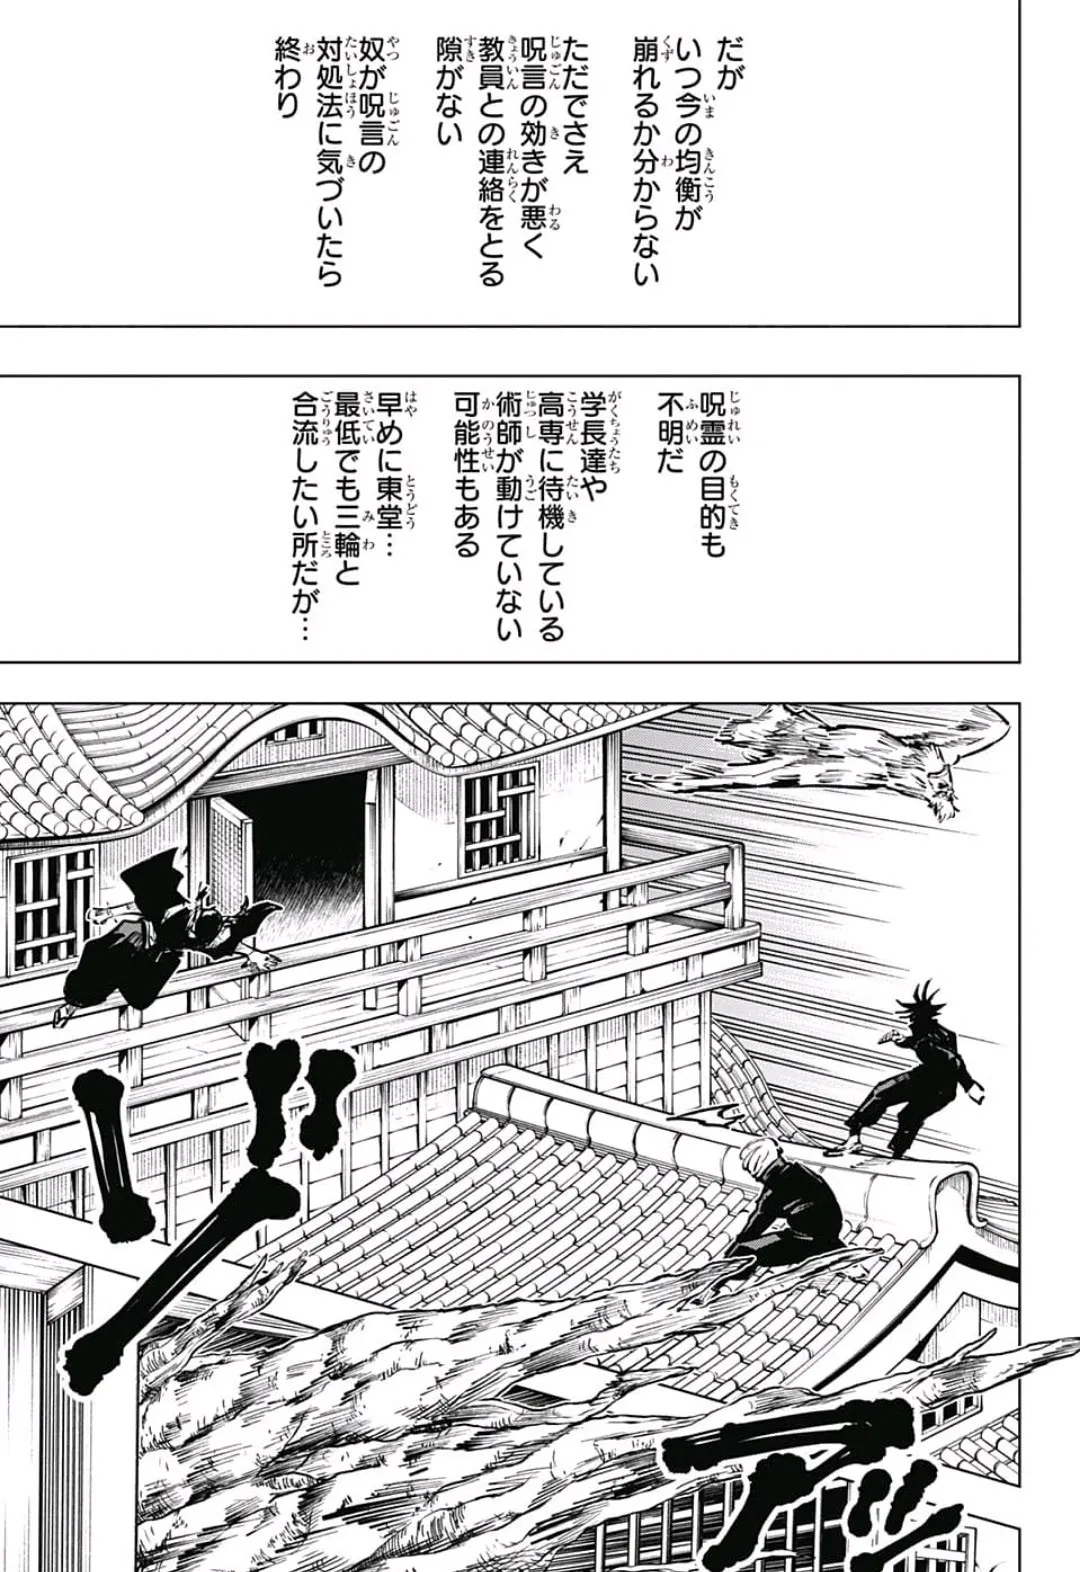 だが
いつ今の均衡が
崩れるか分からない
ただでさえ
呪言の効きが悪く
教員との連絡をとる
隙がない
奴が呪言の
対処法に気づいたら
終わり
呪霊の目的も
不明だ
学長達や
高専に待機している
術師が動けていない
可能性もある
早めに東堂…
最低でも三輪と
合流したい所だが…
バッ